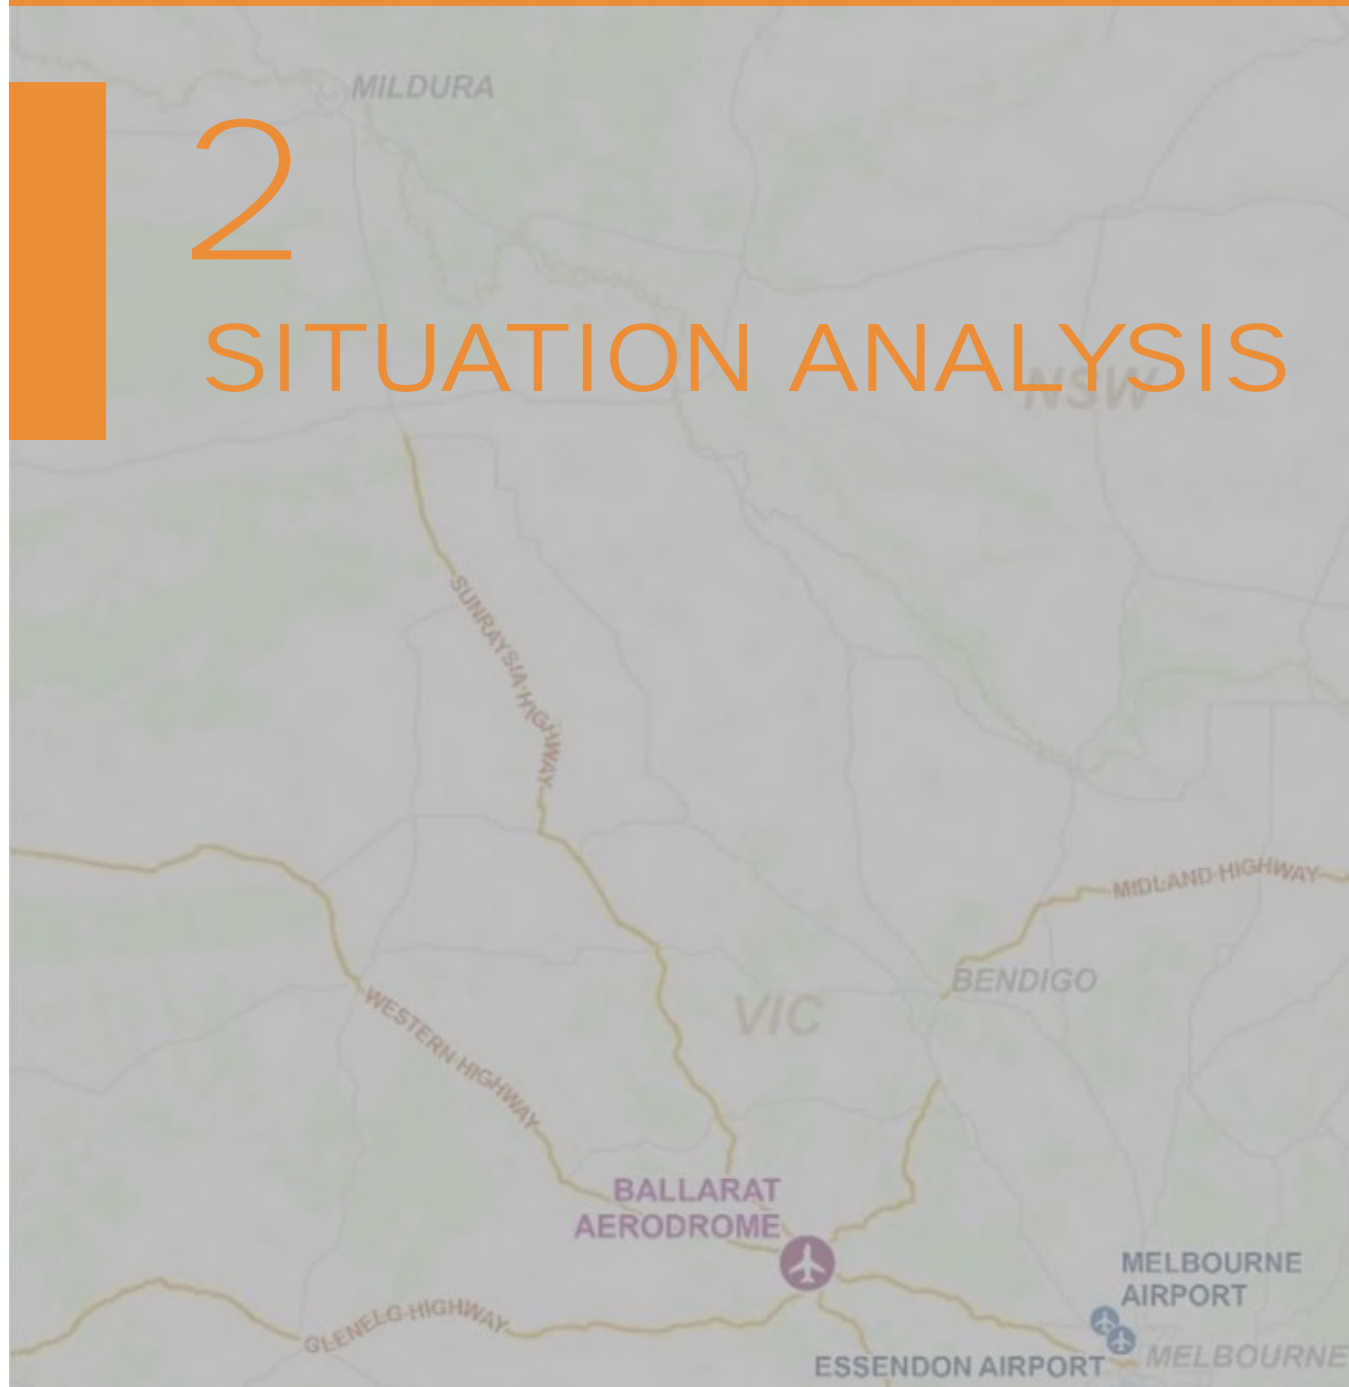 MILDURA
2
SITUATION ANALYSIS
NSW
SUNRAYSIA HIGHWAY
MIDLAND HIGHWAY
BENDIGO
VIC
WESTERN HIGHWAY
BALLARAT
AERODROME
MELBOURNE
AIRPORT
GLENELG HIGHWAY
ESSENDON AIRPORT
MELBOURNE